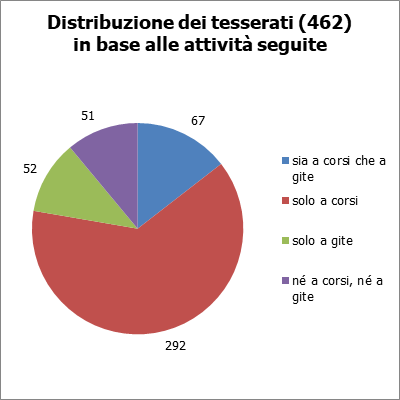 Distribuzione dei tesserati (462)
in base alle attività seguite
51
67
52
292
sia a corsi che a
gite
solo a corsi
solo a gite
né a corsi, né a
gite